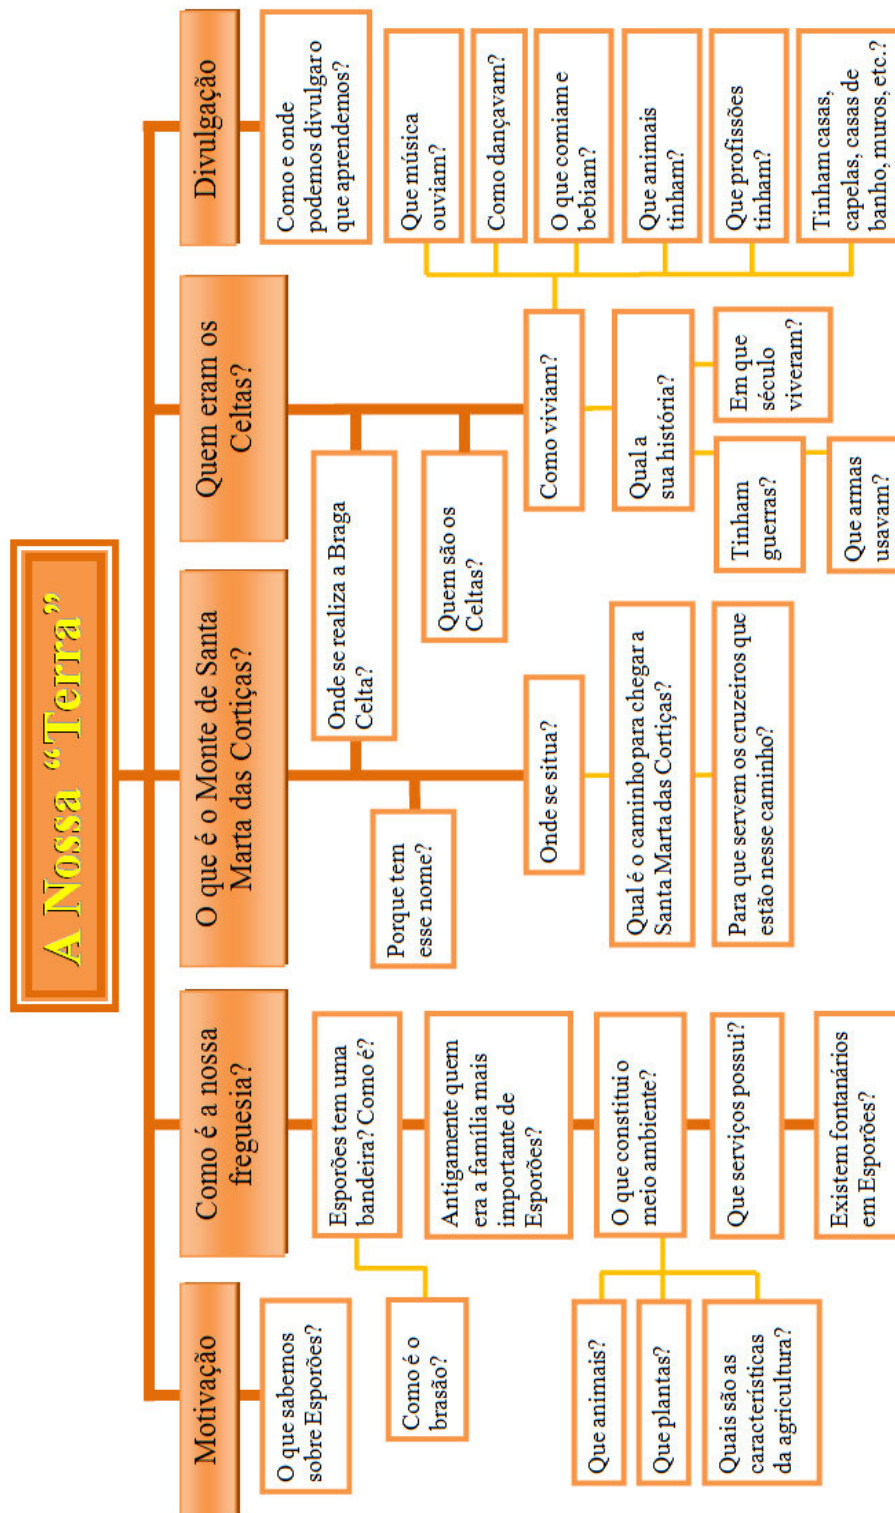 A Nossa “Terra”
Motivação
O que sabemos
sobre Esporões?
Como é a nossa
freguesia?
Esporões tem uma
bandeira? Como é?
Como é o
brasão?
Antigamente quem
era a família mais
importante de
Esporões?
O que constitui o
meio ambiente?
Que animais?
Que plantas?
Quais são as
características
da agricultura?
Que serviços possui?
Existem fontanários
em Esporões?
O que é o Monte de Santa
Marta das Cortiças?
Onde se realiza a Braga
Celta?
Porque tem
esse nome?
Onde se situa?
Qual é o caminho para chegar a
Santa Marta das Cortiças?
Para que servem os cruzeiros que
estão nesse caminho?
Quem eram os
Celtas?
Quem são os
Celtas?
Como viviam?
Que música
ouviam?
Como dançavam?
O que comiam e
bebiam?
Que animais
tinham?
Que profissões
tinham?
Tinham casas,
capelas, casas de
banho, muros, etc.?
Qual a
sua história?
Tinham
guerras?
Que armas
usavam?
Em que
século
viveram?
Divulgação
Como e onde
podemos divulgar o
que aprendemos?